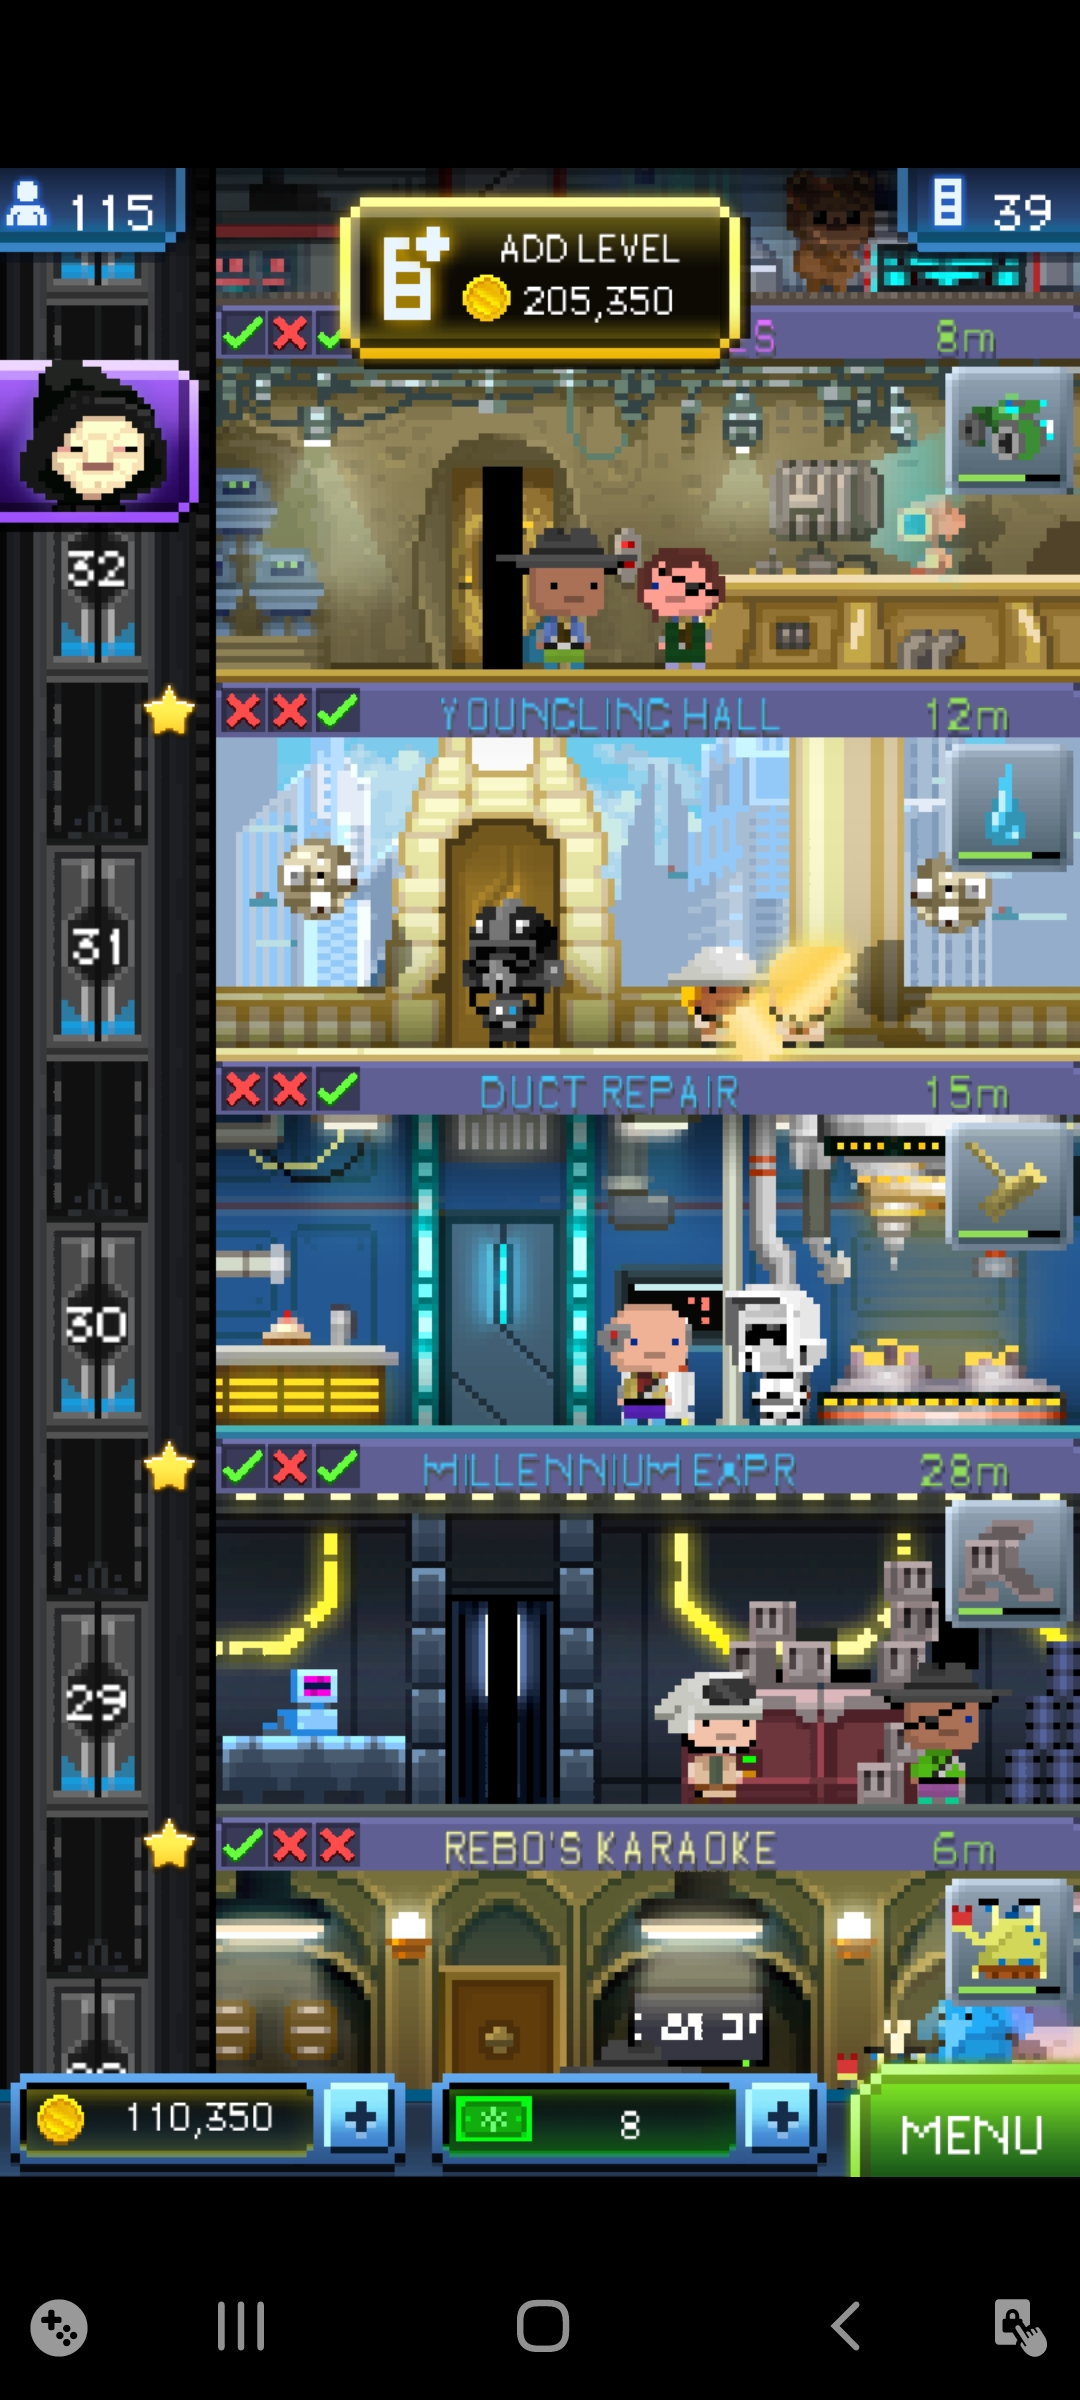 115
39
ADD LEVEL
205,350
LS 8m
32
YOUNGLING HALL 12m
31
DUCT REPAIR 15m
30
MILLENNIUM EXPR 28m
29
REBO'S KARAOKE 6m
110,350
8
MENU